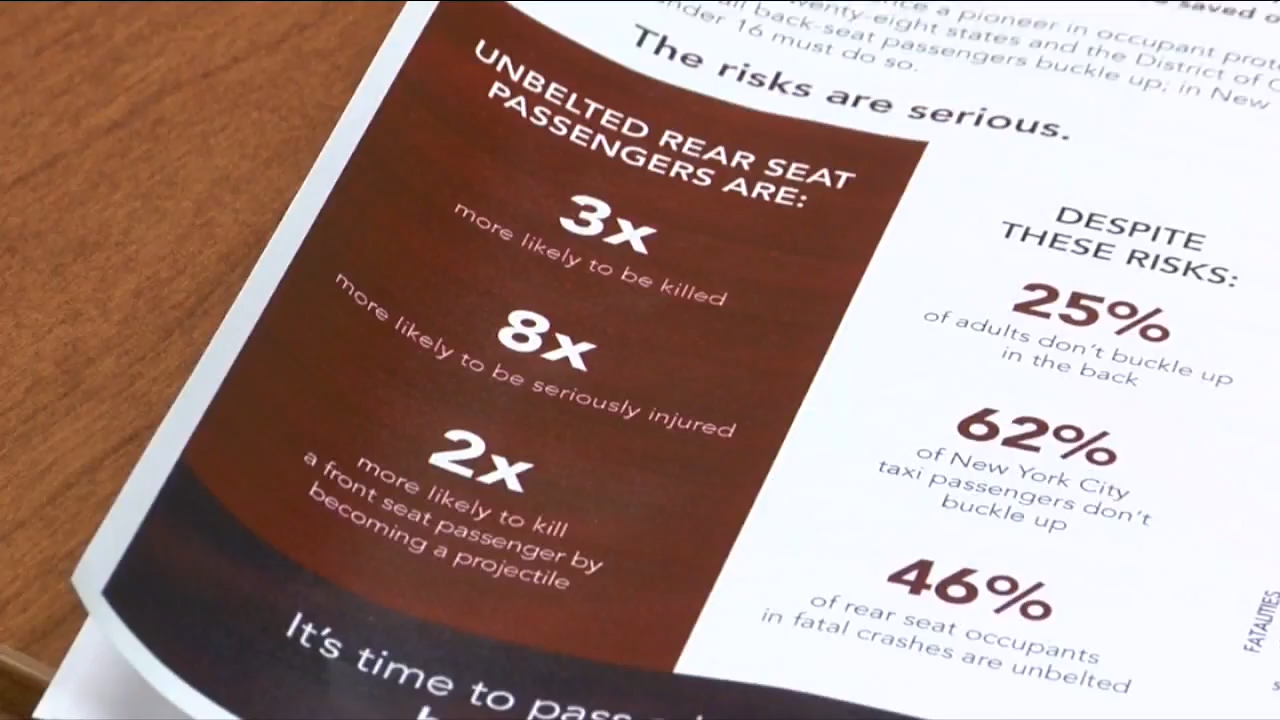 saved
a pioneer in occupant
twenty-eight states and the District of
all back-seat passengers buckle up; in New
16 must do so.
The risks are serious.
UNBELTED REAR SEAT
PASSENGERS ARE:
3x
more likely to be killed
8x
more likely to be seriously injured
2x
more likely to kill
a front seat passenger by
becoming a projectile
It's time to pass
DESPITE
THESE RISKS:
25%
of adults don't buckle up
in the back
62%
of New York City
taxi passengers don't
buckle up
46%
of rear seat occupants
in fatal crashes are unbelted
FATALITIES